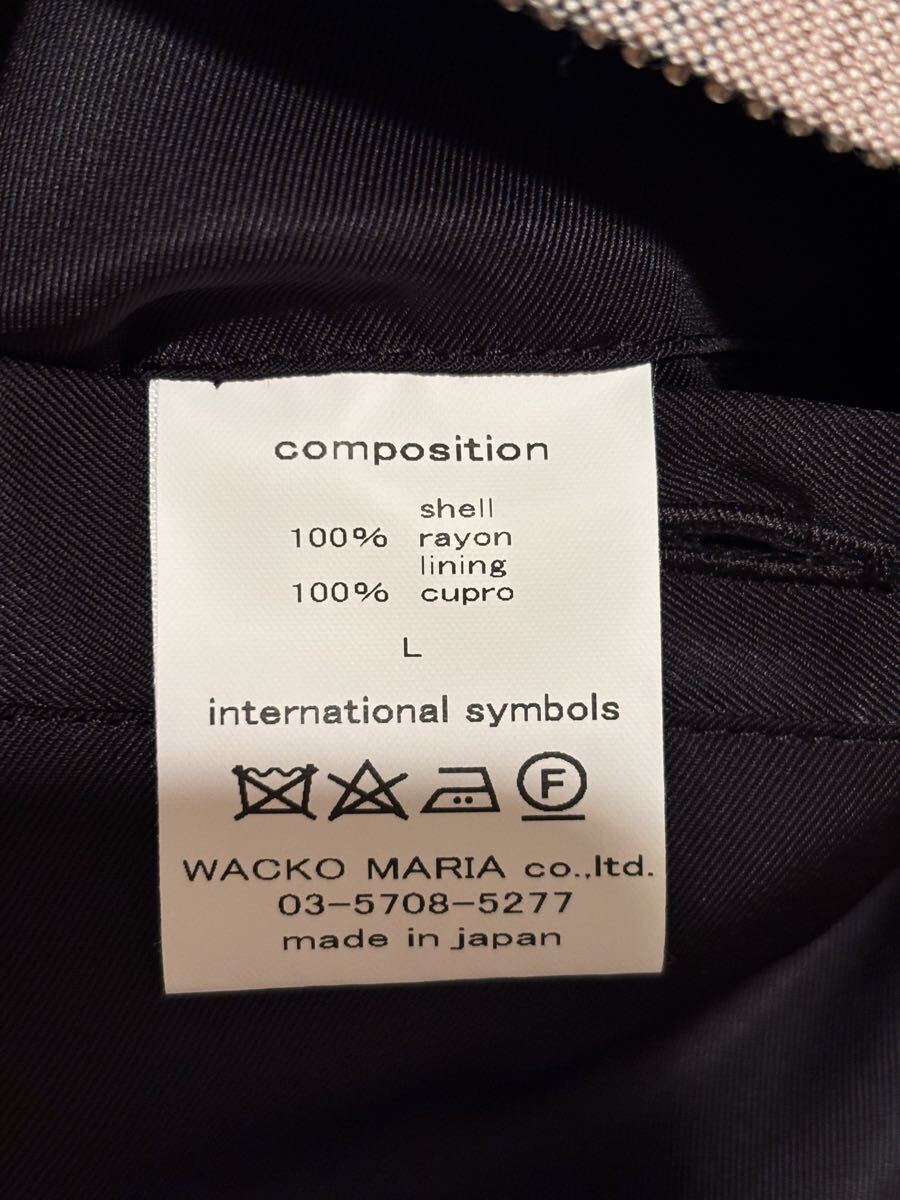 composition
shell
100% rayon
lining
100% cupro
L
international symbols
F
WACKO MARIA co.,ltd.
03-5708-5277
made in japan